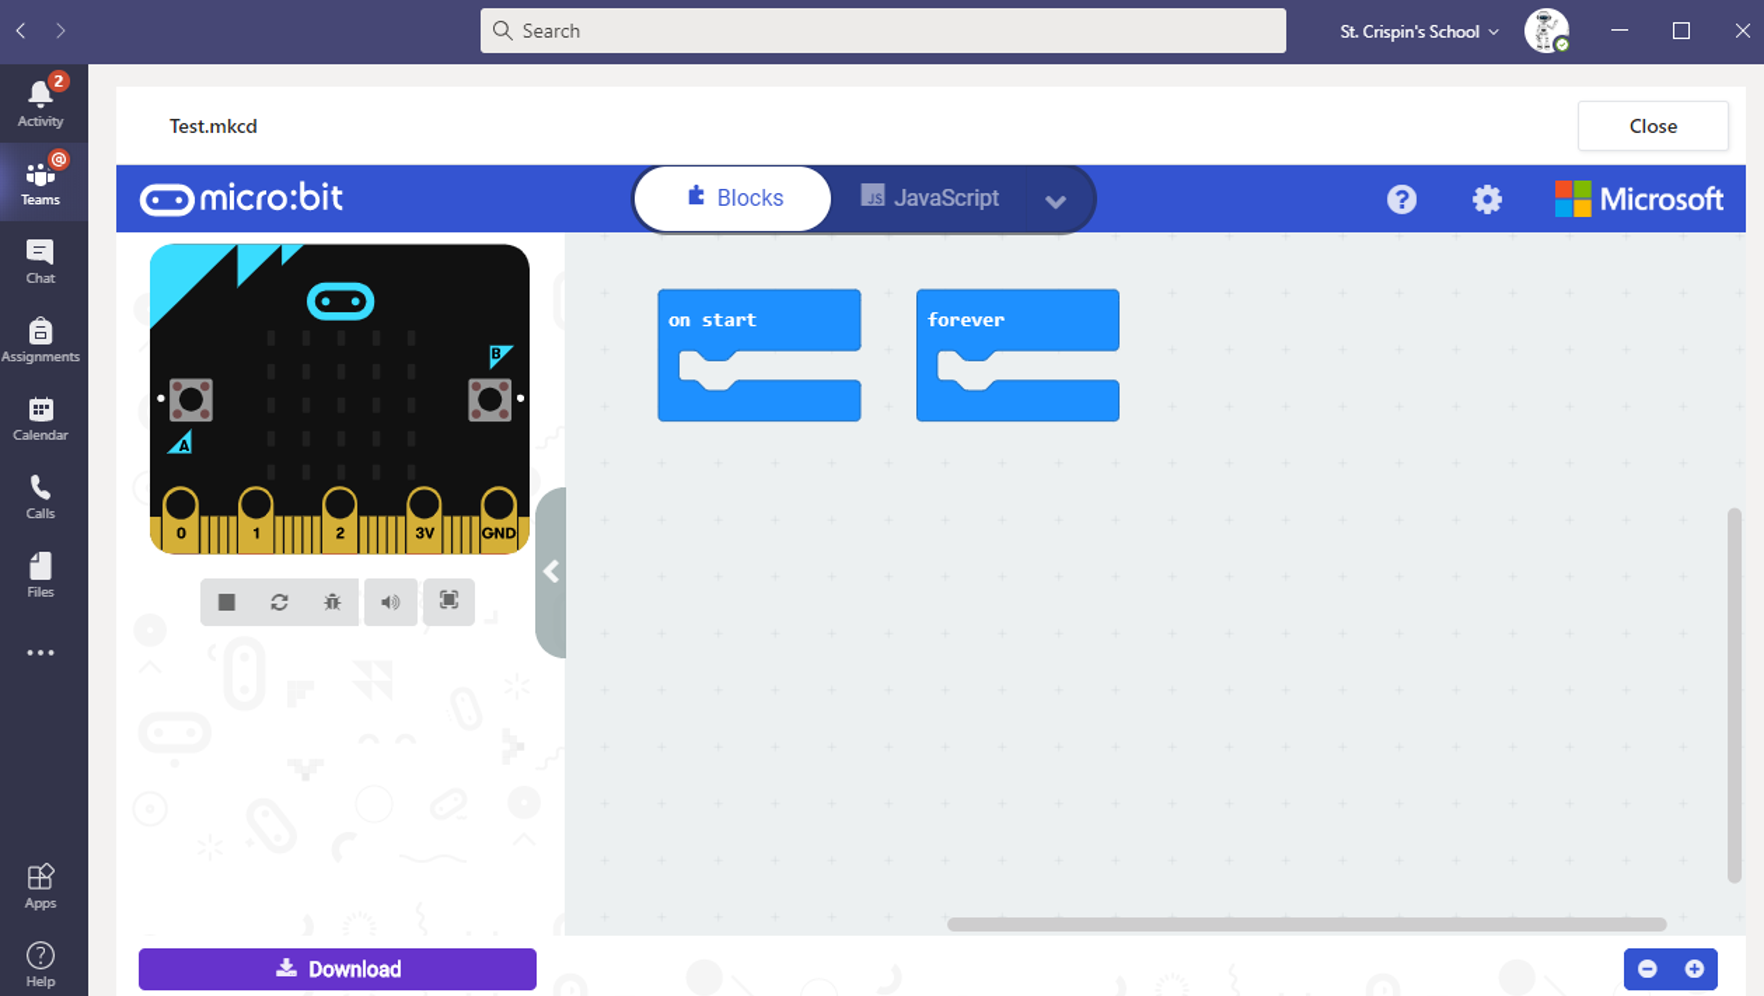 Search
St. Crispin's School
2
Activity
@
Teams
Chat
Assignments
Calendar
Calls
Files
Apps
?
Help
Test.mkcd
Close
micro:bit
Blocks
JS JavaScript
?
Microsoft
B
A
0 1 2 3V GND
on start
forever
Download